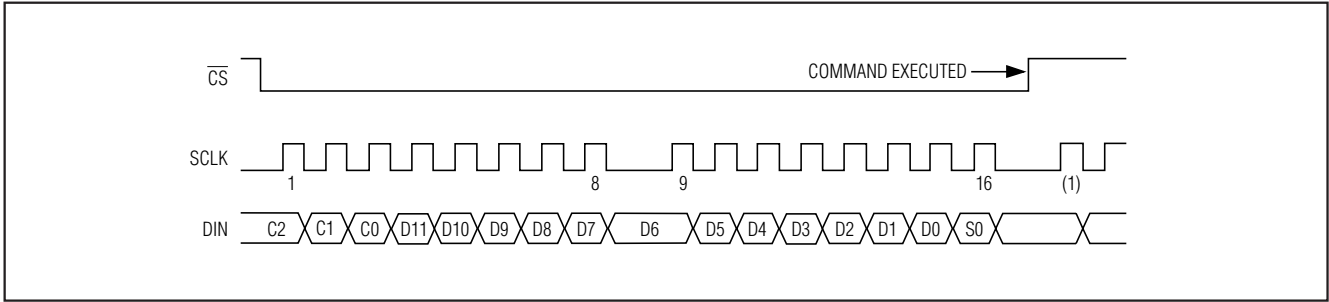 CS
COMMAND EXECUTED
SCLK
1
8
9
16
(1)
DIN
C2
C1
C0
D11
D10
D9
D8
D7
D6
D5
D4
D3
D2
D1
D0
S0